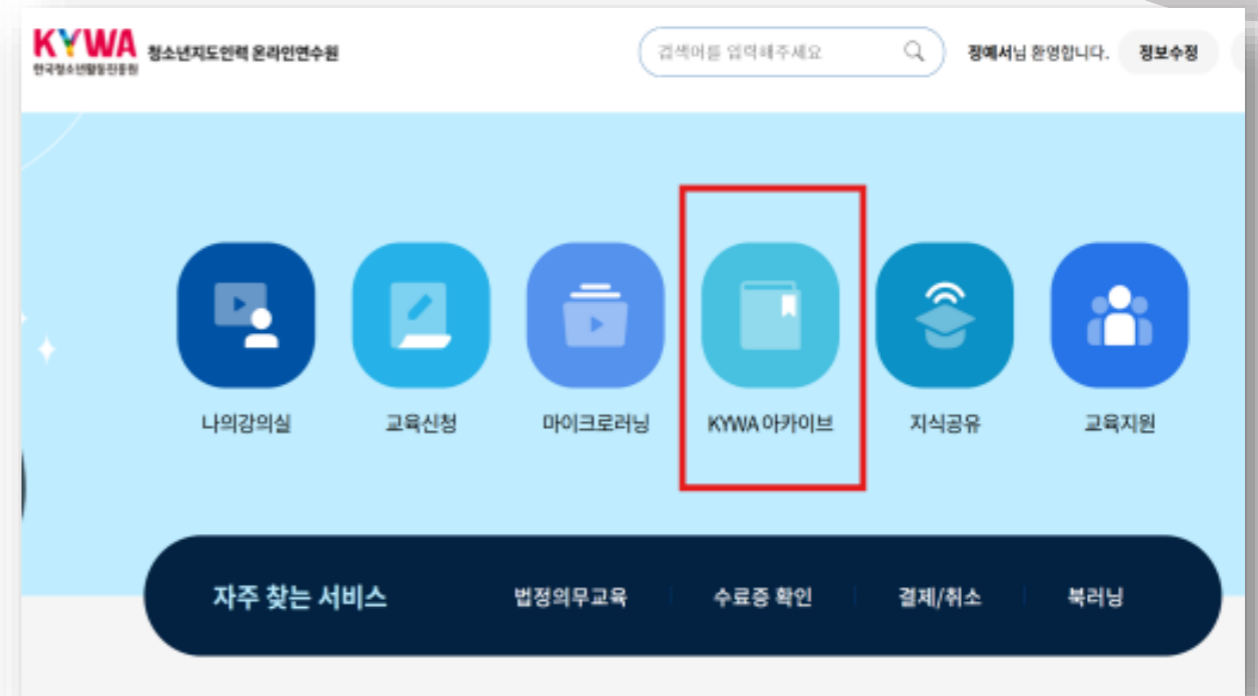 KYWA 청소년지도인력 온라인연수원 검색어를 입력해주세요 정예서님 환영합니다. 정보수정
한국청소년활동진흥원
나의강의실 교육신청 마이크로러닝 KYWA 아카이브 지식공유 교육지원
자주 찾는 서비스 법정의무교육 수료증 확인 결제/취소 북러닝